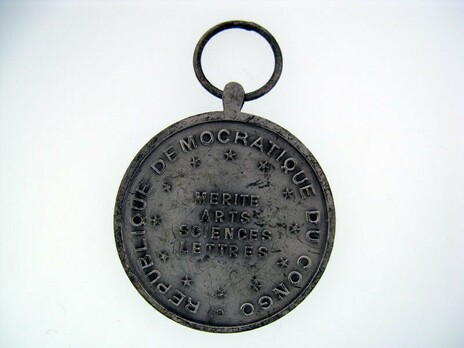 REPUBLIQUE DEMOCRATIQUE DU CONGO
MERITE
ARTS
SCIENCES
LETTRES